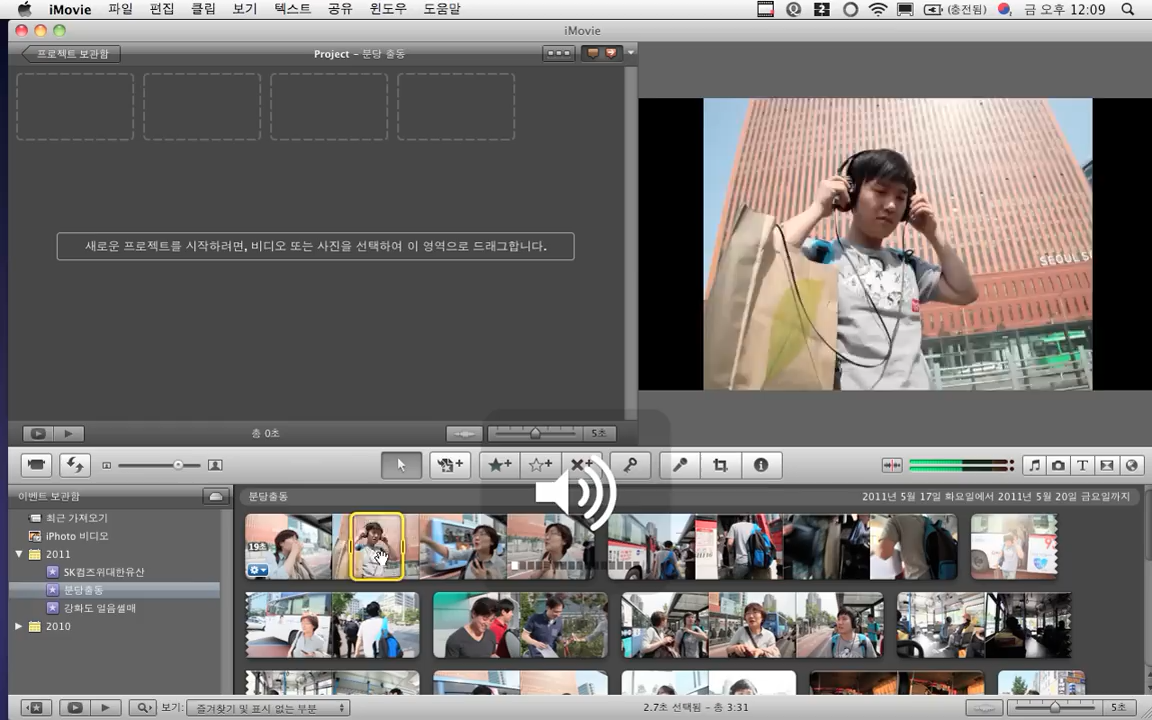 iMovie 파일 편집 클립 보기 텍스트 공유 윈도우 도움말
(충전됨) 금 오후 12:09
iMovie
프로젝트 보관함
Project - 분당 출동
새로운 프로젝트를 시작하려면, 비디오 또는 사진을 선택하여 이 영역으로 드래그합니다.
SEOUL S
총 0초
5초
이벤트 보관함
분당출동
2011년 5월 17일 화요일에서 2011년 5월 20일 금요일까지
최근 가져오기
iPhoto 비디오
2011
SK컴즈위대한유산
분당출동
강화도 얼음썰매
2010
19초
보기: 즐겨찾기 및 표시 없는 부분
2.7초 선택됨 - 총 3:31
5초